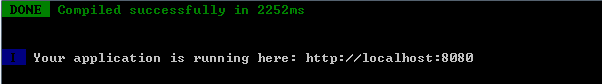 DONE Compiled successfully in 2252ms
I Your application is running here: http://localhost:8080